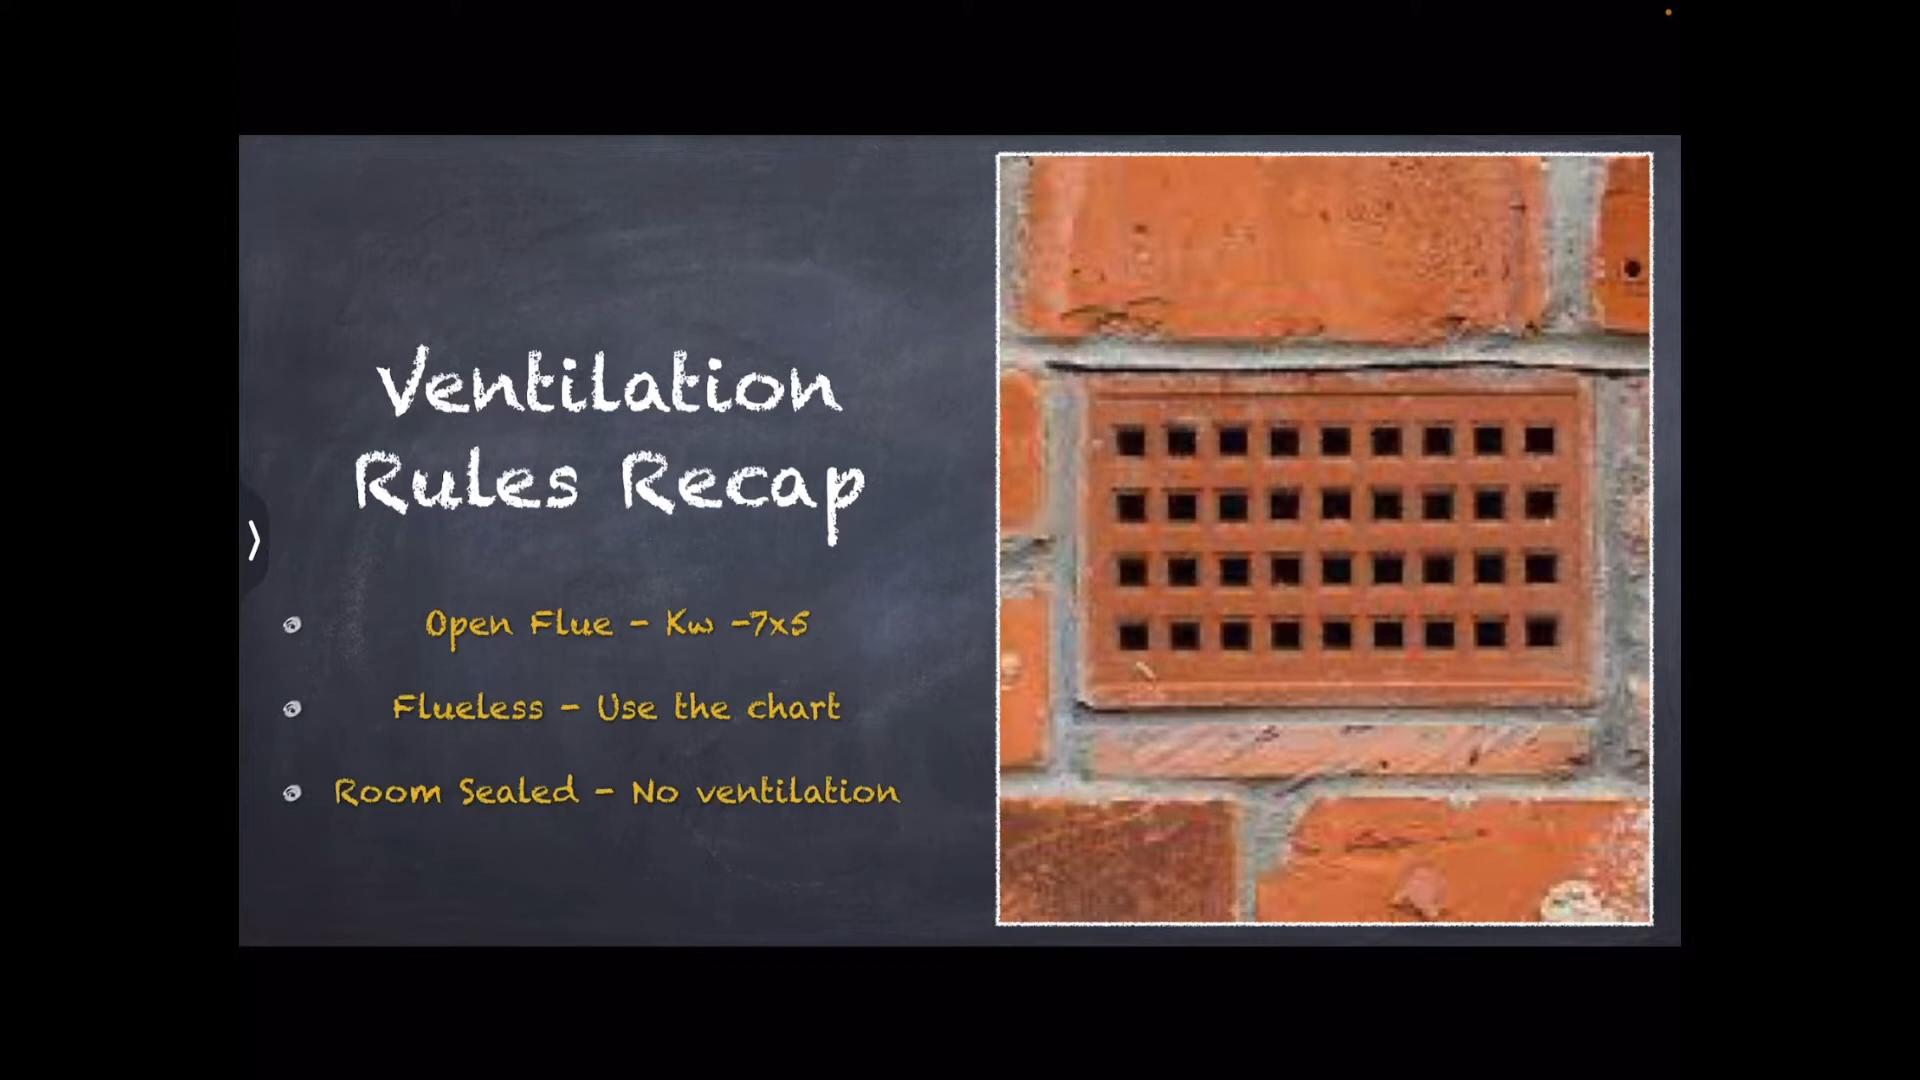 Ventilation
Rules Recap
Open Flue - Kw -7x5
Flueless - Use the chart
Room Sealed - No ventilation